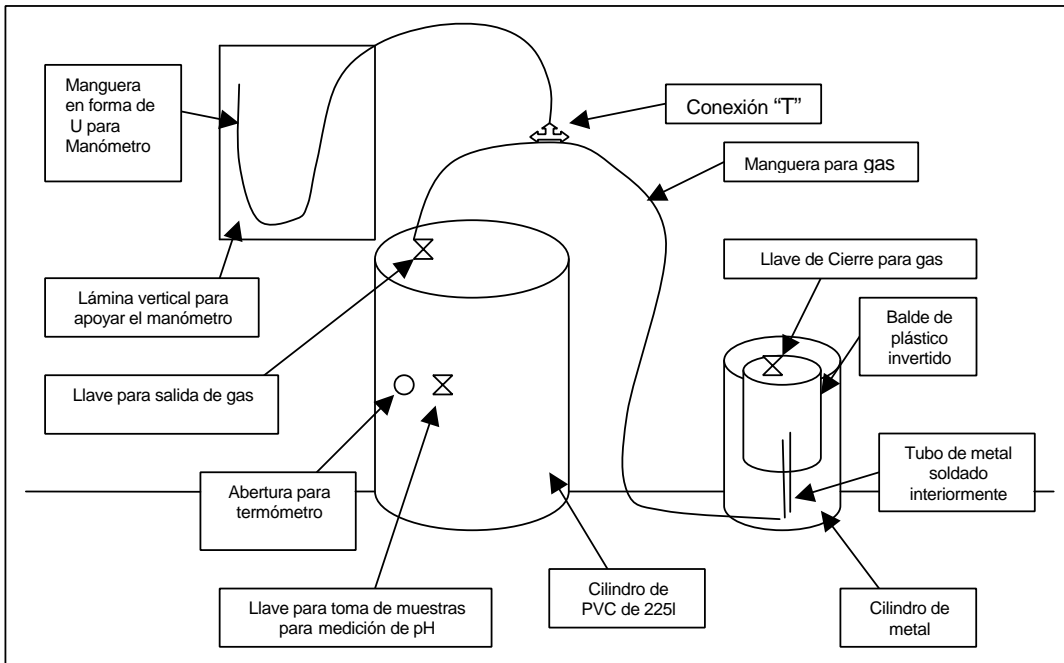 Manguera
en forma de
U para
Manómetro
Conexión “T”
Manguera para gas
Llave de Cierre para gas
Lámina vertical para
apoyar el manómetro
Balde de
plástico
invertido
Llave para salida de gas
Tubo de metal
soldado
interiormente
Abertura para
termómetro
Llave para toma de muestras
para medición de pH
Cilindro de
PVC de 225l
Cilindro de
metal